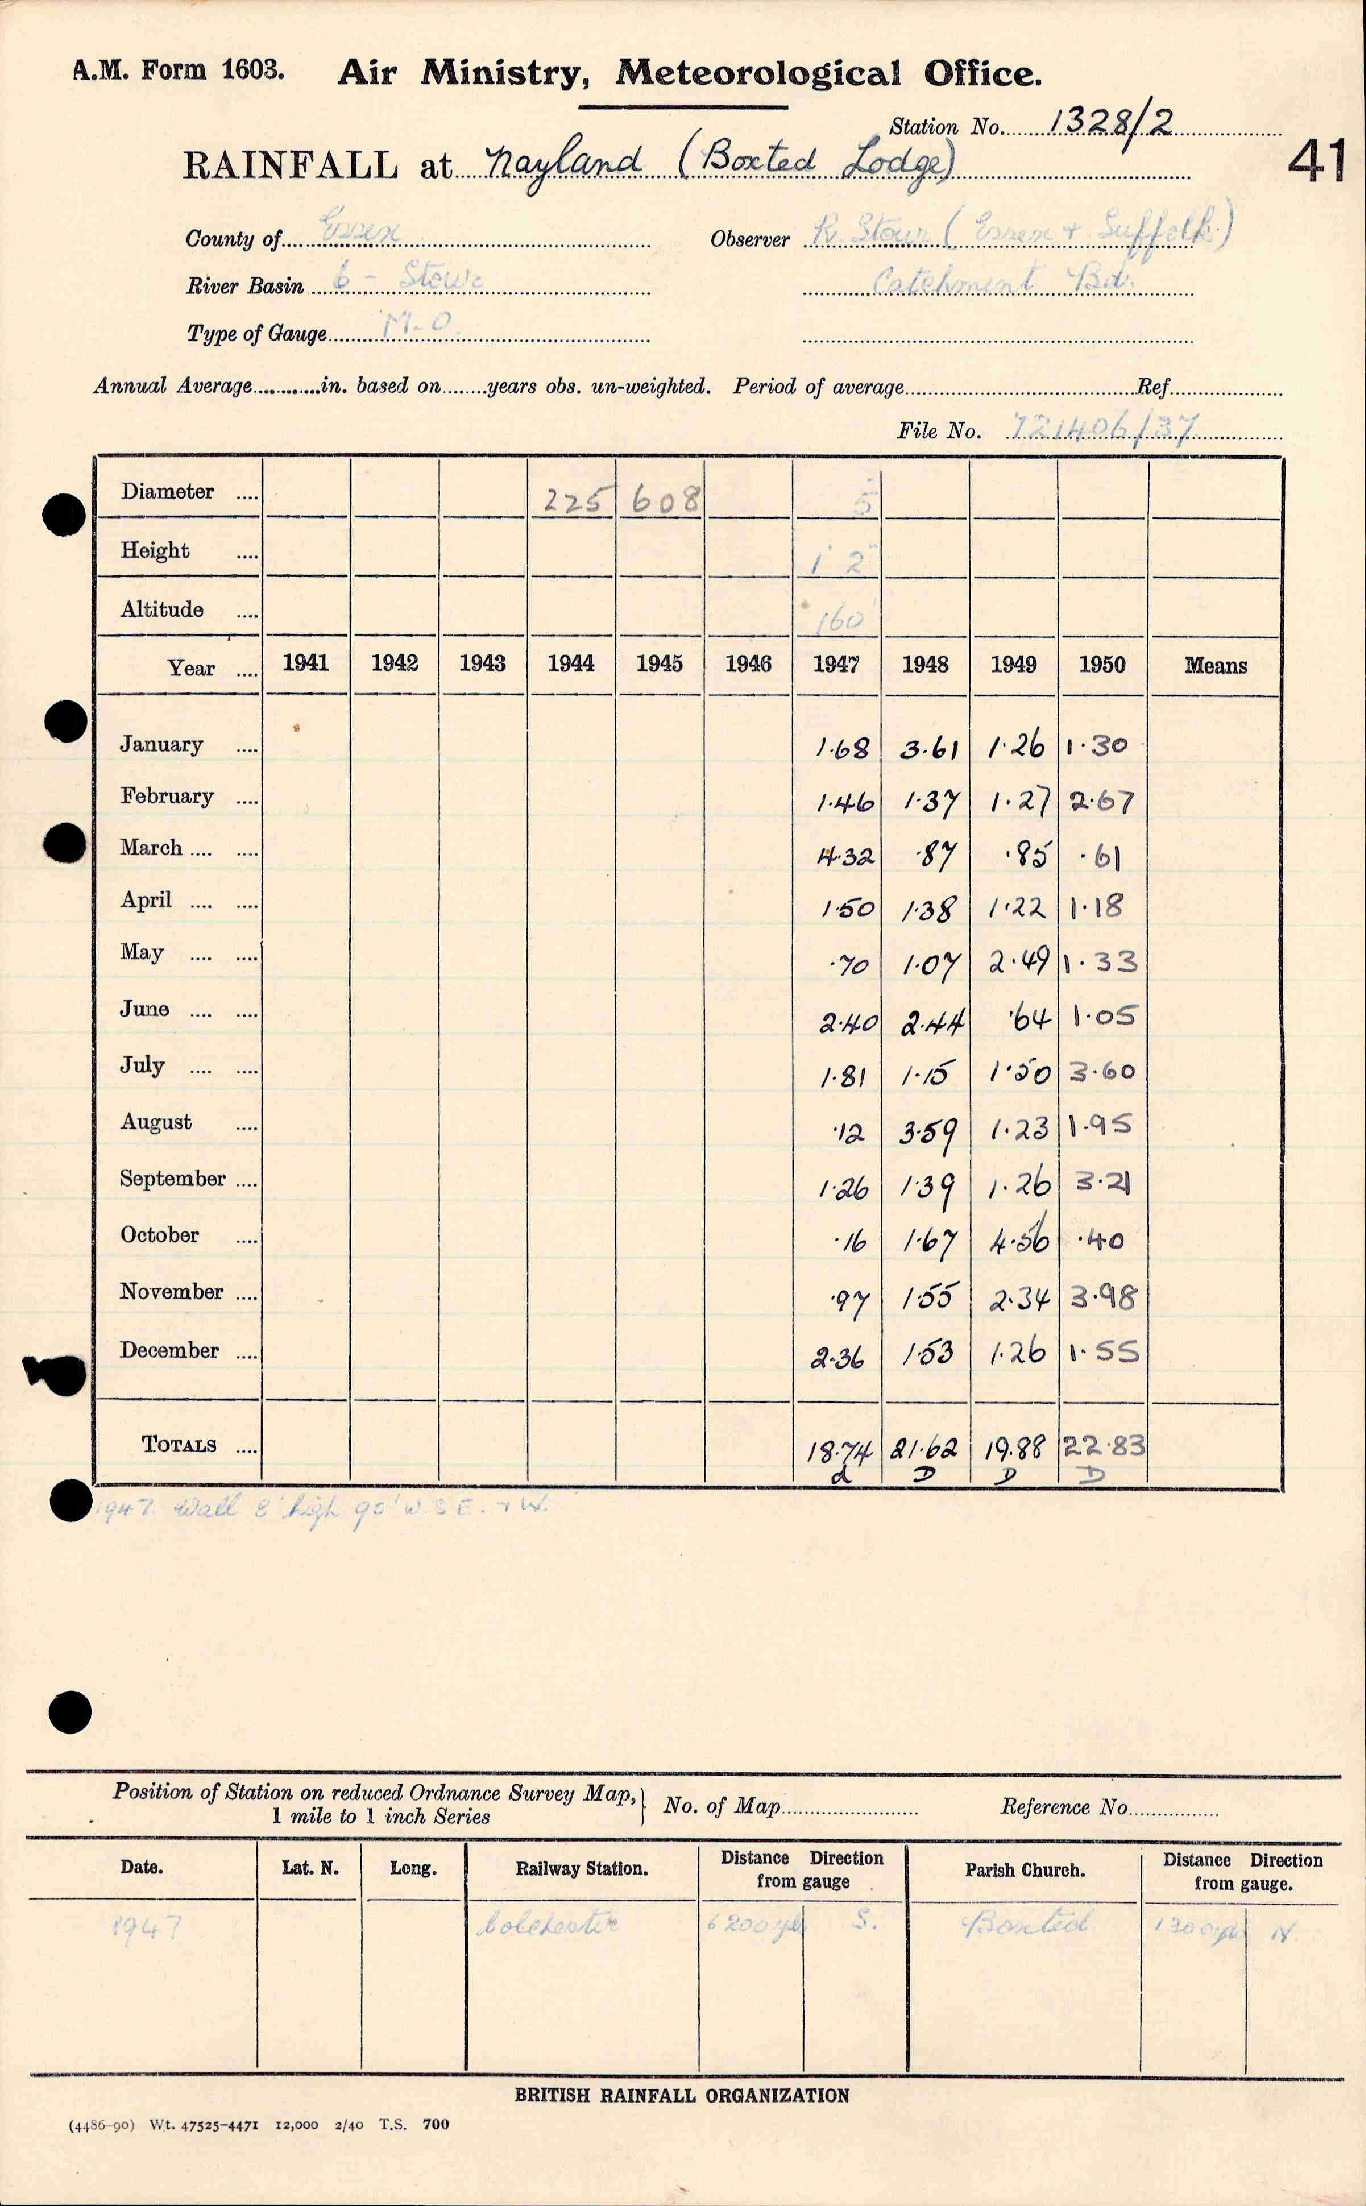 A.M. Form 1603. Air Ministry, Meteorological Office.
Station No. 1328/2
41
RAINFALL at Nayland (Boxted Lodge)
County of Essex Observer R Stour (Essex + Suffolk)
River Basin 6 - Stour Catchment Bd.
Type of Gauge M-O.
Annual Average in. based on years obs. un-weighted. Period of average Ref.
File No. 721406/37
Diameter .... 225 608 5
Height .... 1' 2"
Altitude .... 160'
Year .... 1941 1942 1943 1944 1945 1946 1947 1948 1949 1950 Means
January .... 1.68 3.61 1.26 1.30
February .... 1.46 1.37 1.27 2.67
March .... .... 4.32 .87 .85 .61
April .... .... 1.50 1.38 1.22 1.18
May .... .... .70 1.07 2.49 1.33
June .... .... 2.40 2.44 .64 1.05
July .... .... 1.81 1.15 1.50 3.60
August .... .12 3.59 1.23 1.95
September .... 1.26 1.39 1.26 3.21
October .... .16 1.67 4.56 .40
November .... .97 1.55 2.34 3.98
December .... 2.36 1.53 1.26 1.55
TOTALS .... 18.74 21.62 19.88 22.83
d D D D
1947. Wall 8' high 90' W.S E. + W.
Position of Station on reduced Ordnance Survey Map,} No. of Map Reference No.
1 mile to 1 inch Series
Date. Lat. N. Long. Railway Station. Distance Direction from gauge Parish Church. Distance Direction from gauge.
1947 Colchester 6200 yds S. Boxted 1300 yds N
BRITISH RAINFALL ORGANIZATION
(4486-90) Wt. 47525-4471 12,000 2/40 T.S. 700